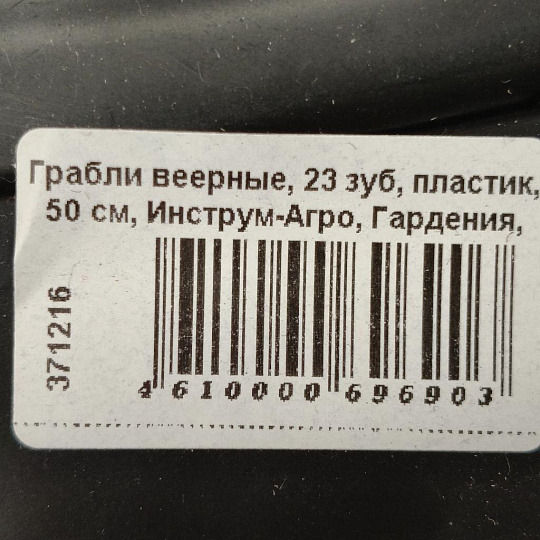 Грабли веерные, 23 зуб, пластик,
50 см, Инструм-Агро, Гардения,
371216
4 610000 696903